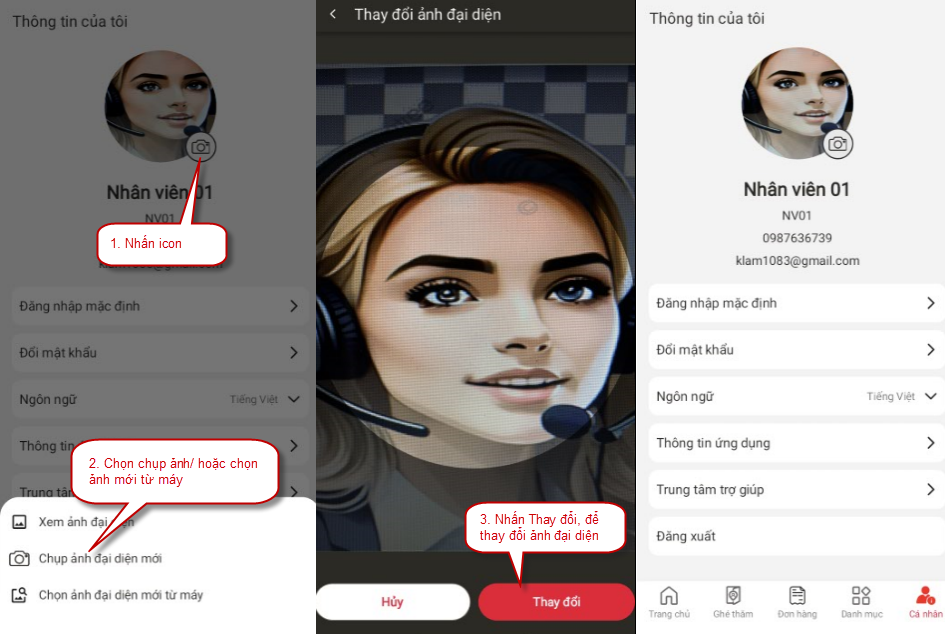 Thông tin của tôi
Nhân viên 01
NV01
1. Nhấn icon
klam1083@gmail.com
Đăng nhập mặc định
Đổi mật khẩu
Ngôn ngữ
Tiếng Việt
Thông tin
2. Chọn chụp ảnh/ hoặc chọn
ảnh mới từ máy
Trung tâm
Xem ảnh đại diện
Chụp ảnh đại diện mới
Chọn ảnh đại diện mới từ máy
Thay đổi ảnh đại diện
3. Nhấn Thay đổi, để
thay đổi ảnh đại diện
Hủy
Thay đổi
Thông tin của tôi
Nhân viên 01
NV01
0987636739
klam1083@gmail.com
Đăng nhập mặc định
Đổi mật khẩu
Ngôn ngữ
Tiếng Việt
Thông tin ứng dụng
Trung tâm trợ giúp
Đăng xuất
Trang chủ
Ghé thăm
Đơn hàng
Danh mục
Cá nhân